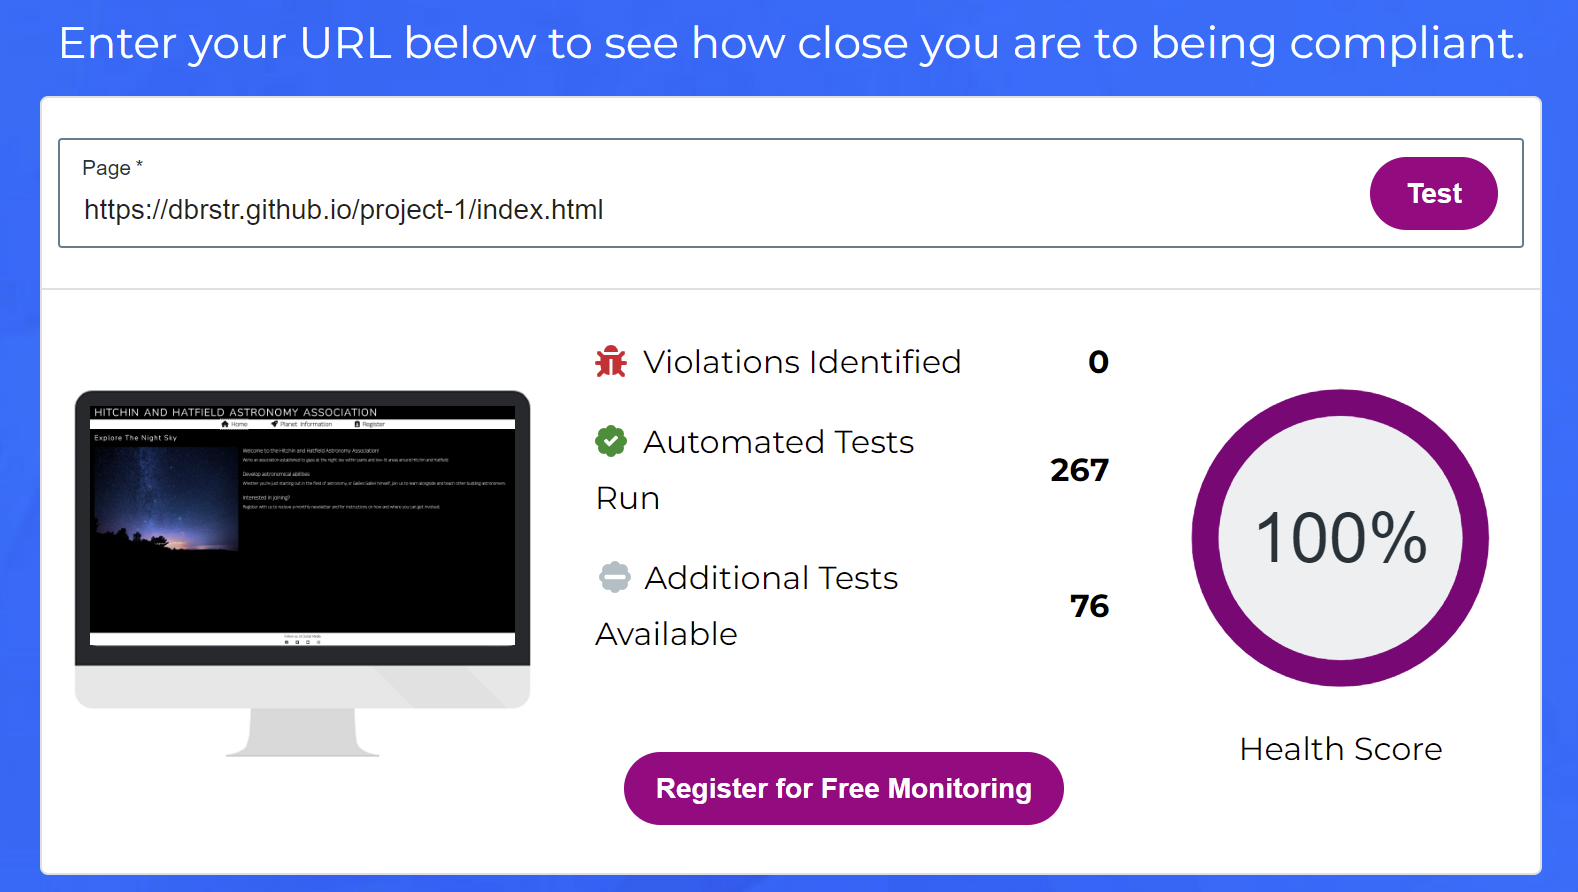 Enter your URL below to see how close you are to being compliant.
Page *
https://dbrstr.github.io/project-1/index.html
Test
HITCHIN AND HATFIELD ASTRONOMY ASSOCIATION
Home Planet Information Register
Explore The Night Sky
Welcome to the Hitchin and Hatfield Astronomy Association!
Develop astronomical abilities
Interested in joining?
Violations Identified 0
Automated Tests
Run
267
Additional Tests
Available
76
100%
Health Score
Register for Free Monitoring